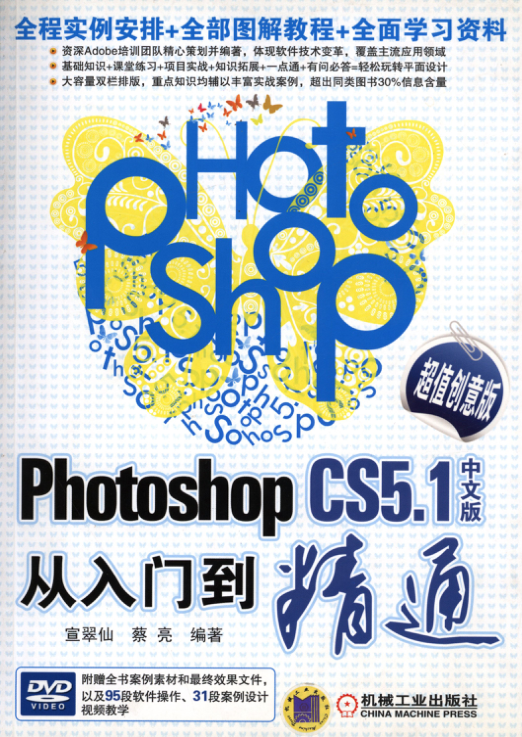 全程实例安排+全部图解教程+全面学习资料
资深Adobe培训团队精心策划并编著，体现软件技术变革，覆盖主流应用领域
基础知识+课堂练习+项目实战+知识拓展+一点通+有问必答=轻松玩转平面设计
大容量双栏排版，重点知识均辅以丰富实战案例，超出同类图书30%信息含量
PHoto
Shop
超值创意版
Photoshop CS5.1 中文版
从入门到精通
宣翠仙 蔡亮 编著
DVD
VIDEO
附赠全书案例素材和最终效果文件，
以及95段软件操作、31段案例设计
视频教学
机械工业出版社
CHINA MACHINE PRESS